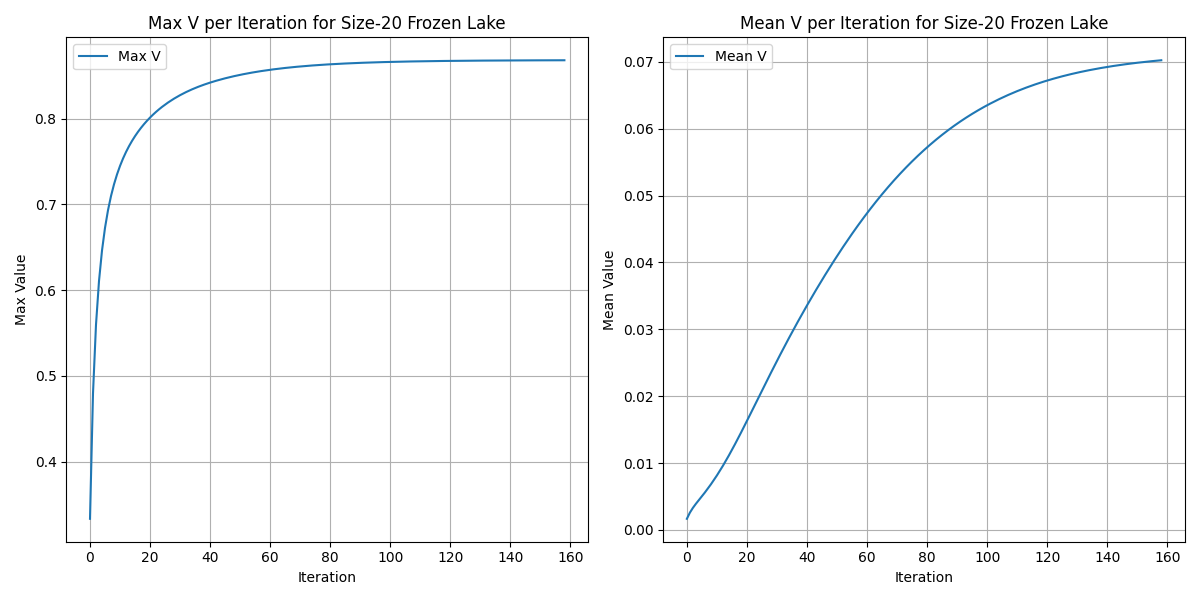 Max V per Iteration for Size-20 Frozen Lake
Max V
Max Value
0.8
0.7
0.6
0.5
0.4
0 20 40 60 80 100 120 140 160
Iteration
Mean V per Iteration for Size-20 Frozen Lake
Mean V
Mean Value
0.07
0.06
0.05
0.04
0.03
0.02
0.01
0.00
0 20 40 60 80 100 120 140 160
Iteration